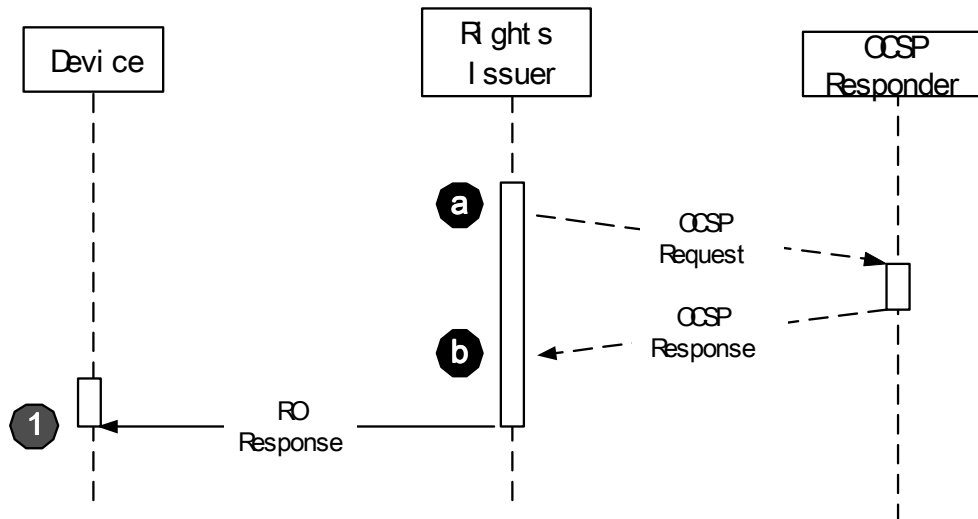 Device
Rights
Issuer
OCSP
Responder
a
OCSP
Request
OCSP
Response
b
1
RO
Response